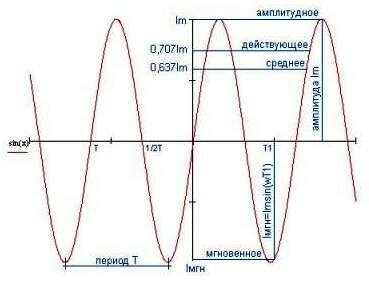 Im
амплитудное
0,707Im
действующее
0,637Im
среднее
амплитуда Im
sin(x)
T
1/2T
T1
Iмгн=Imsin(wT1)
мгновенное
период T
Iмгн